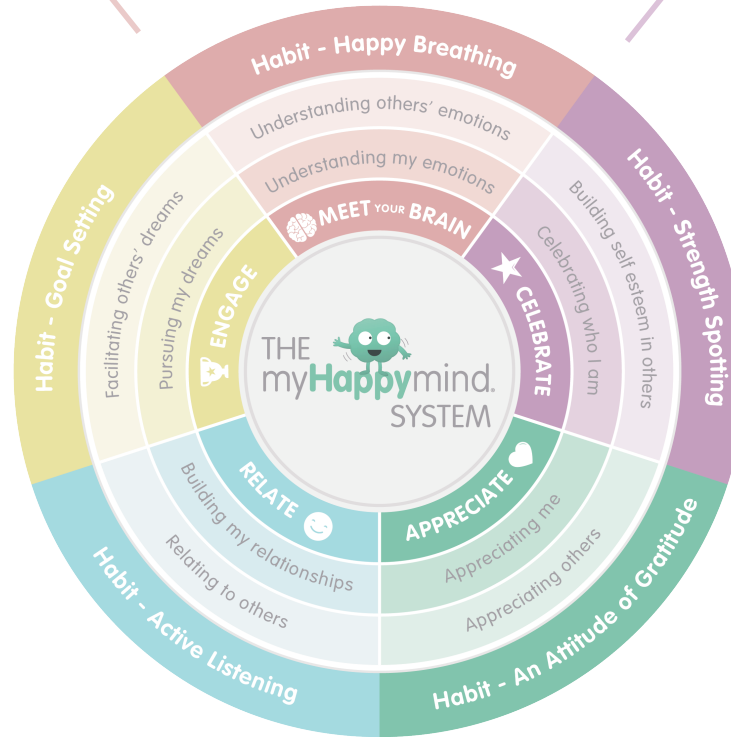 Habit - Happy Breathing
Understanding others' emotions
Understanding my emotions
MEET YOUR BRAIN
Habit - Strength Spotting
Building self esteem in others
Celebrating who I am
CELEBRATE
Habit - An Attitude of Gratitude
Appreciating others
Appreciating me
APPRECIATE
Habit - Active Listening
Relating to others
Building my relationships
RELATE
Habit - Goal Setting
Facilitating others' dreams
Pursuing my dreams
ENGAGE
THE
myHappymind.
SYSTEM